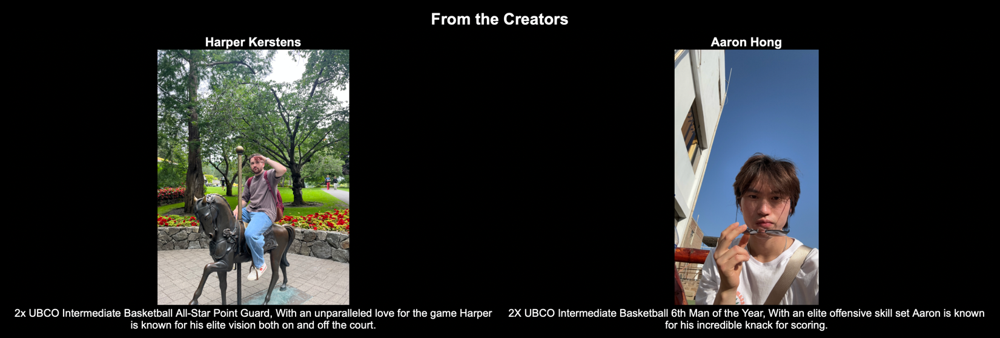 From the Creators
Harper Kerstens
Aaron Hong
2x UBCO Intermediate Basketball All-Star Point Guard, With an unparalleled love for the game Harper
is known for his elite vision both on and off the court.
2X UBCO Intermediate Basketball 6th Man of the Year, With an elite offensive skill set Aaron is known
for his incredible knack for scoring.